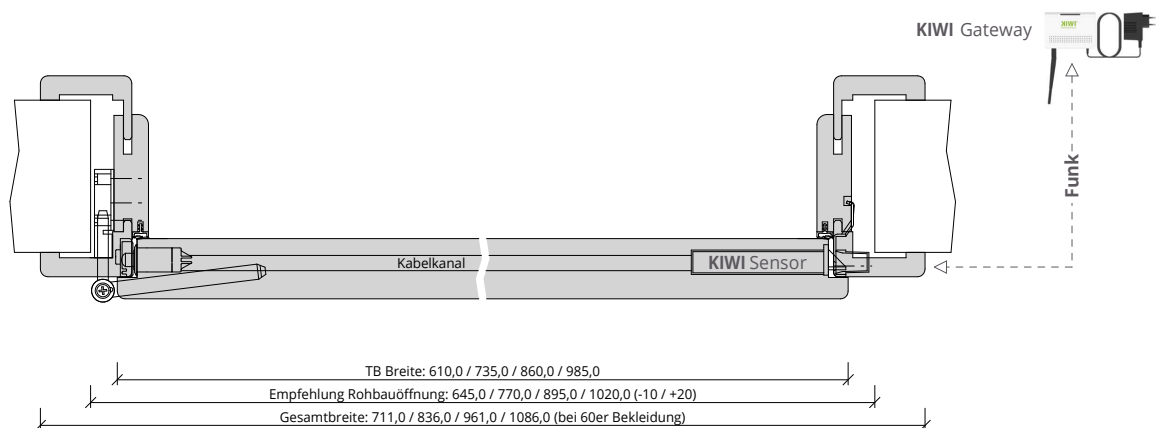 KIWI Gateway
KIWI
Funk
Kabelkanal
KIWI Sensor
TB Breite: 610,0 / 735,0 / 860,0 / 985,0
Empfehlung Rohbauöffnung: 645,0 / 770,0 / 895,0 / 1020,0 (-10 / +20)
Gesamtbreite: 711,0 / 836,0 / 961,0 / 1086,0 (bei 60er Bekleidung)